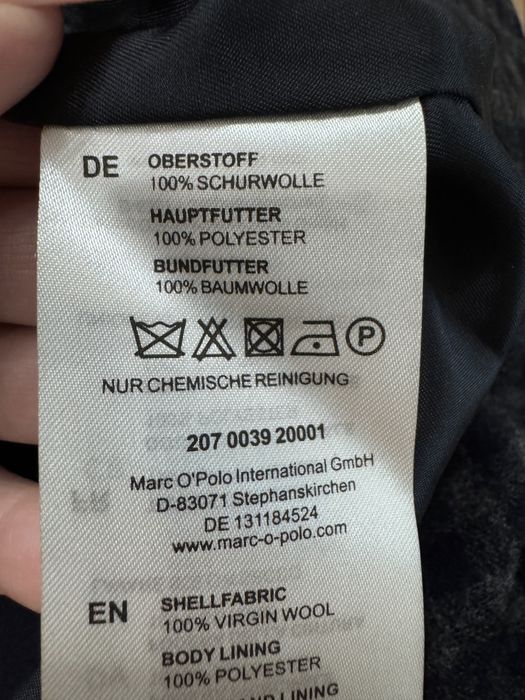 DE OBERSTOFF
100% SCHURWOLLE
HAUPTFUTTER
100% POLYESTER
BUNDFUTTER
100% BAUMWOLLE
P
NUR CHEMISCHE REINIGUNG
207 0039 20001
Marc O'Polo International GmbH
D-83071 Stephanskirchen
DE 131184524
www.marc-o-polo.com
EN SHELLFABRIC
100% VIRGIN WOOL
BODY LINING
100% POLYESTER
LINING